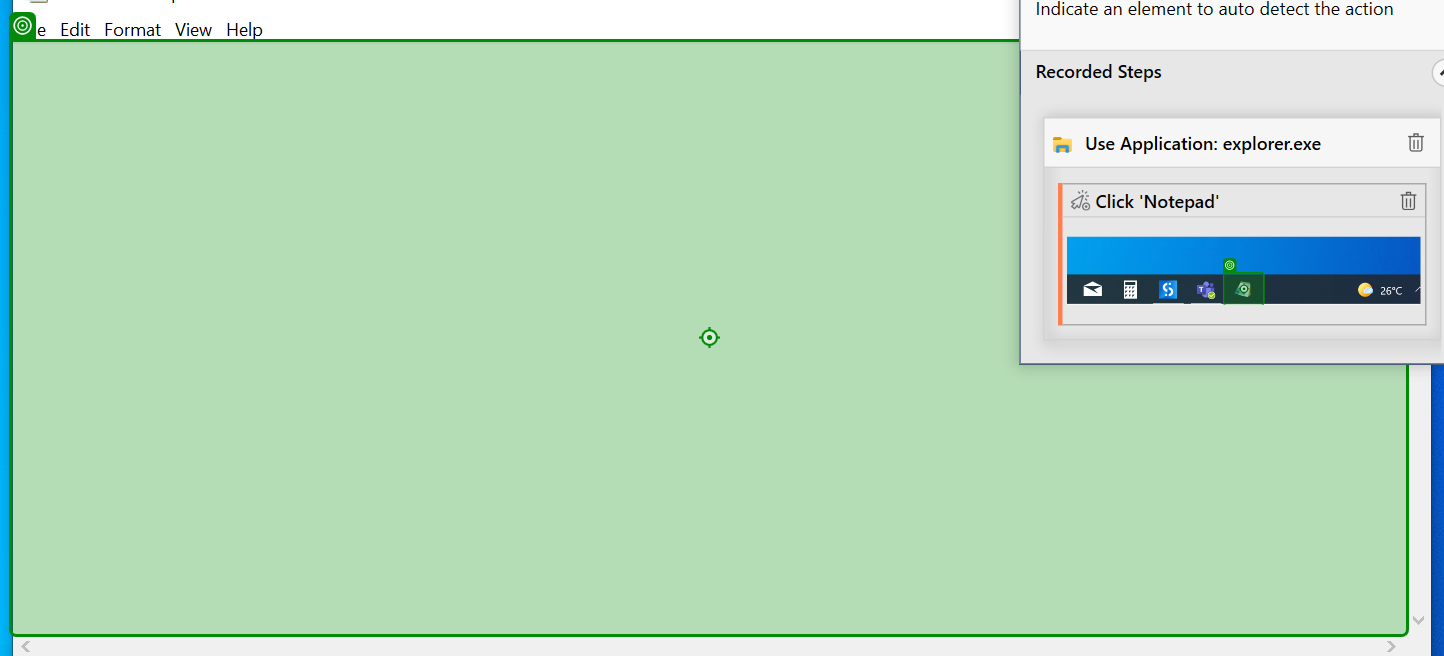 e Edit Format View Help
Indicate an element to auto detect the action
Recorded Steps
Use Application: explorer.exe
Click 'Notepad'
26°C